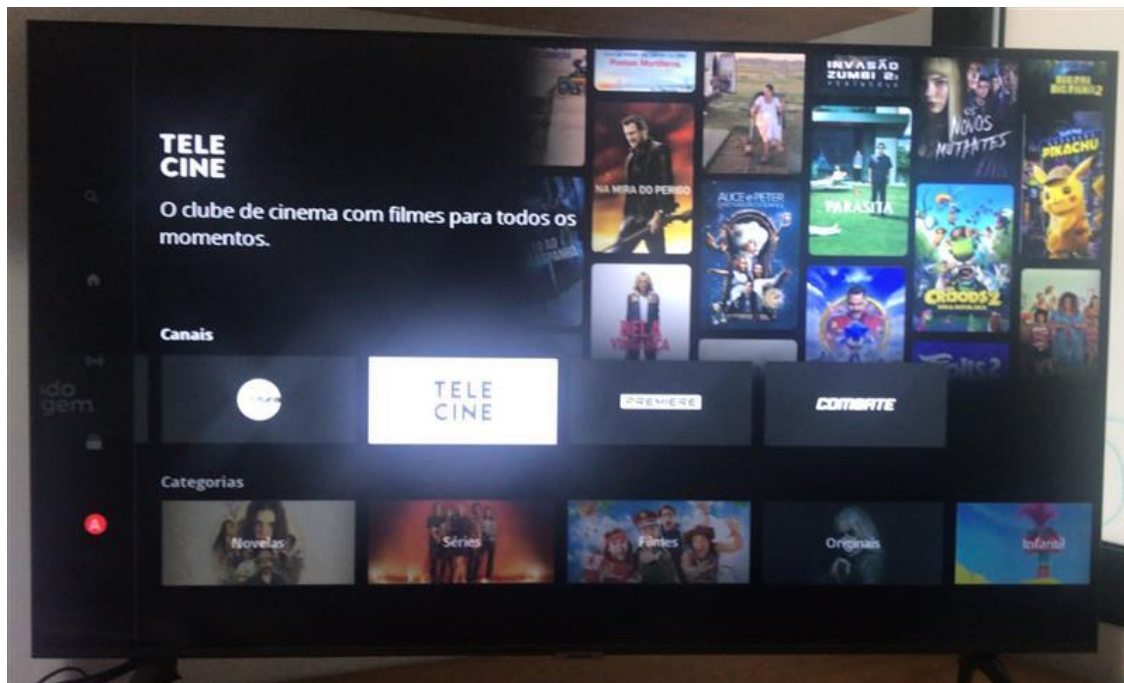 TELE
CINE
O clube de cinema com filmes para todos os
momentos.
INVASÃO
ZUMBI 2:
PENÍNSULA
OS
NOVOS
MUTANTES
PIKACHU
NA MIRA DO PERIGO
ALICE e PETER
PARASITA
CROODS 2
Canais
TELE
CINE
PREMIERE
COMBATE
Categorias
Novelas
Séries
Filmes
Originais
Infantil
A